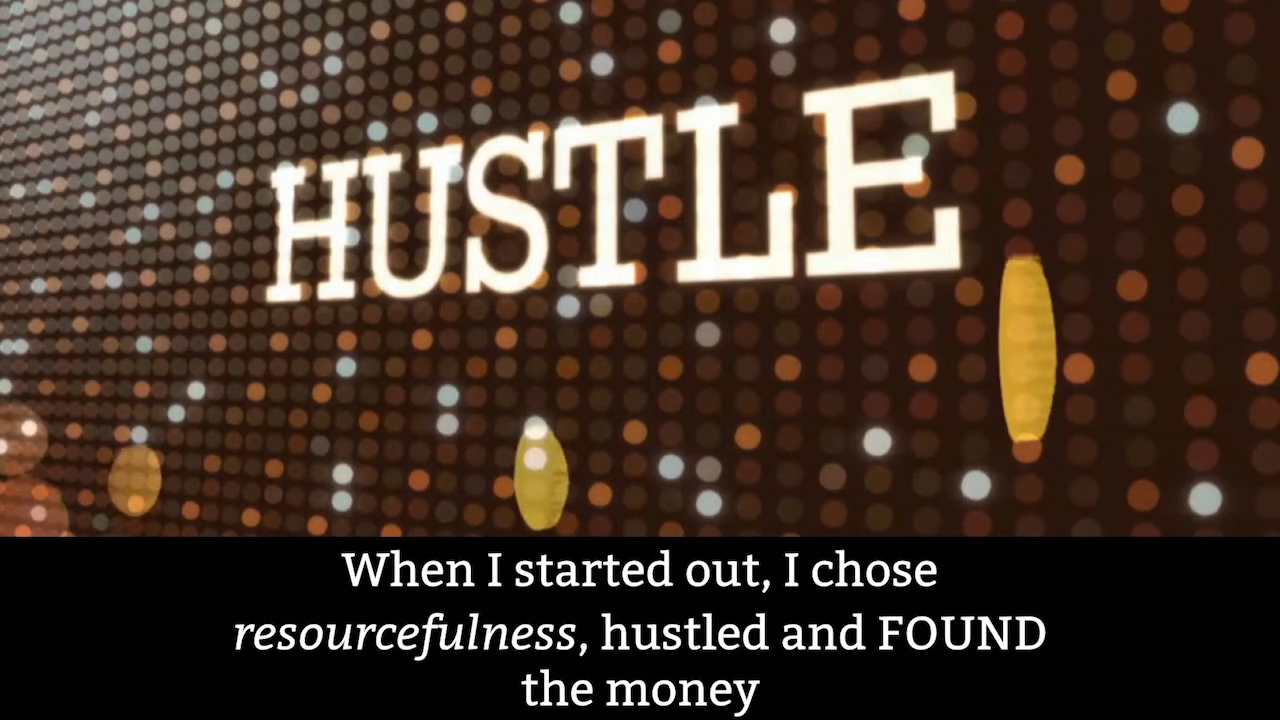 HUSTLE
When I started out, I chose
resourcefulness, hustled and FOUND
the money